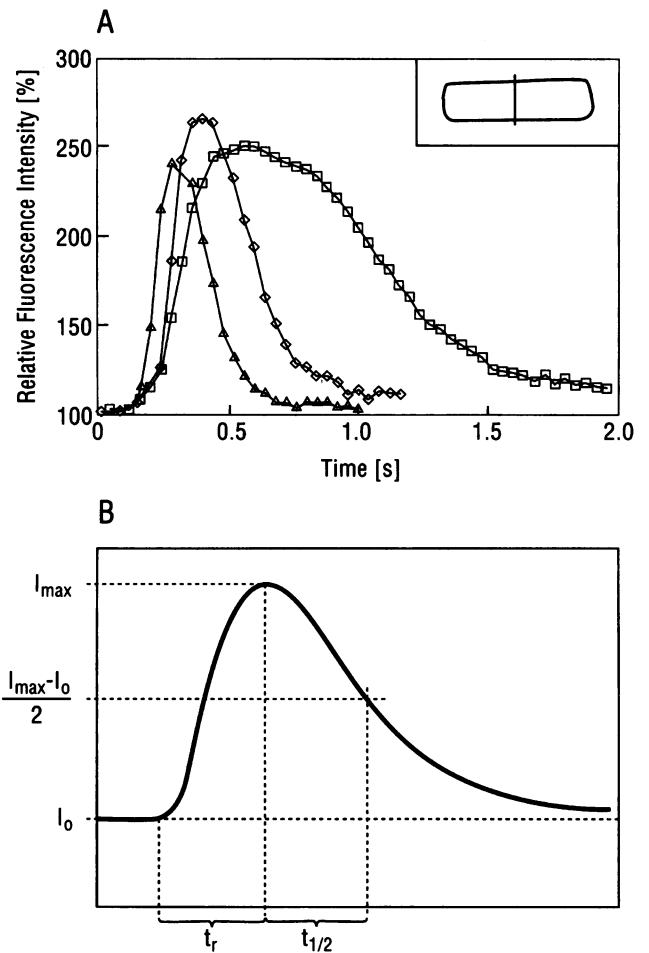 A
Relative Fluorescence Intensity [%]
300
250
200
150
100
0
0.5
1.0
1.5
2.0
Time [s]
B
Imax
Imax-Io
2
Io
tr
t1/2